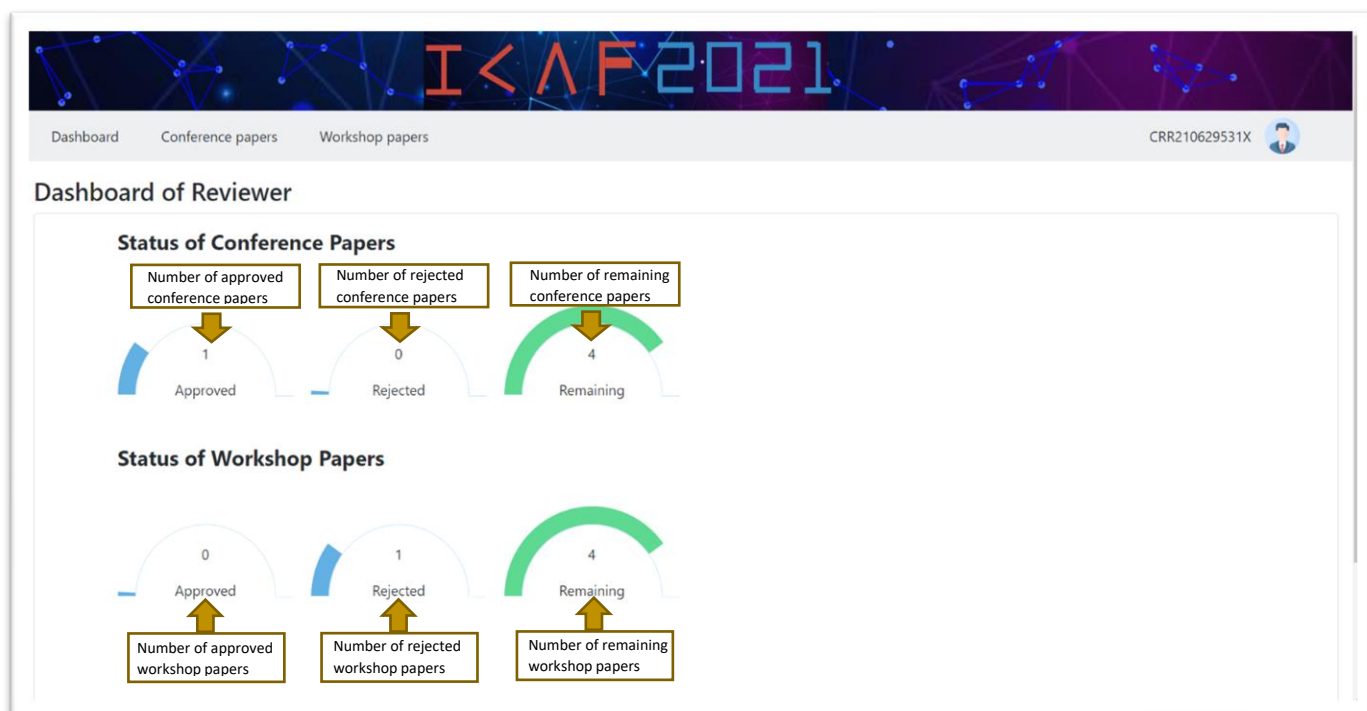 ICAF2021
Dashboard Conference papers Workshop papers CRR210629531X
Dashboard of Reviewer
Status of Conference Papers
Number of approved
conference papers
Number of rejected
conference papers
Number of remaining
conference papers
1
Approved
0
Rejected
4
Remaining
Status of Workshop Papers
0
Approved
1
Rejected
4
Remaining
Number of approved
workshop papers
Number of rejected
workshop papers
Number of remaining
workshop papers